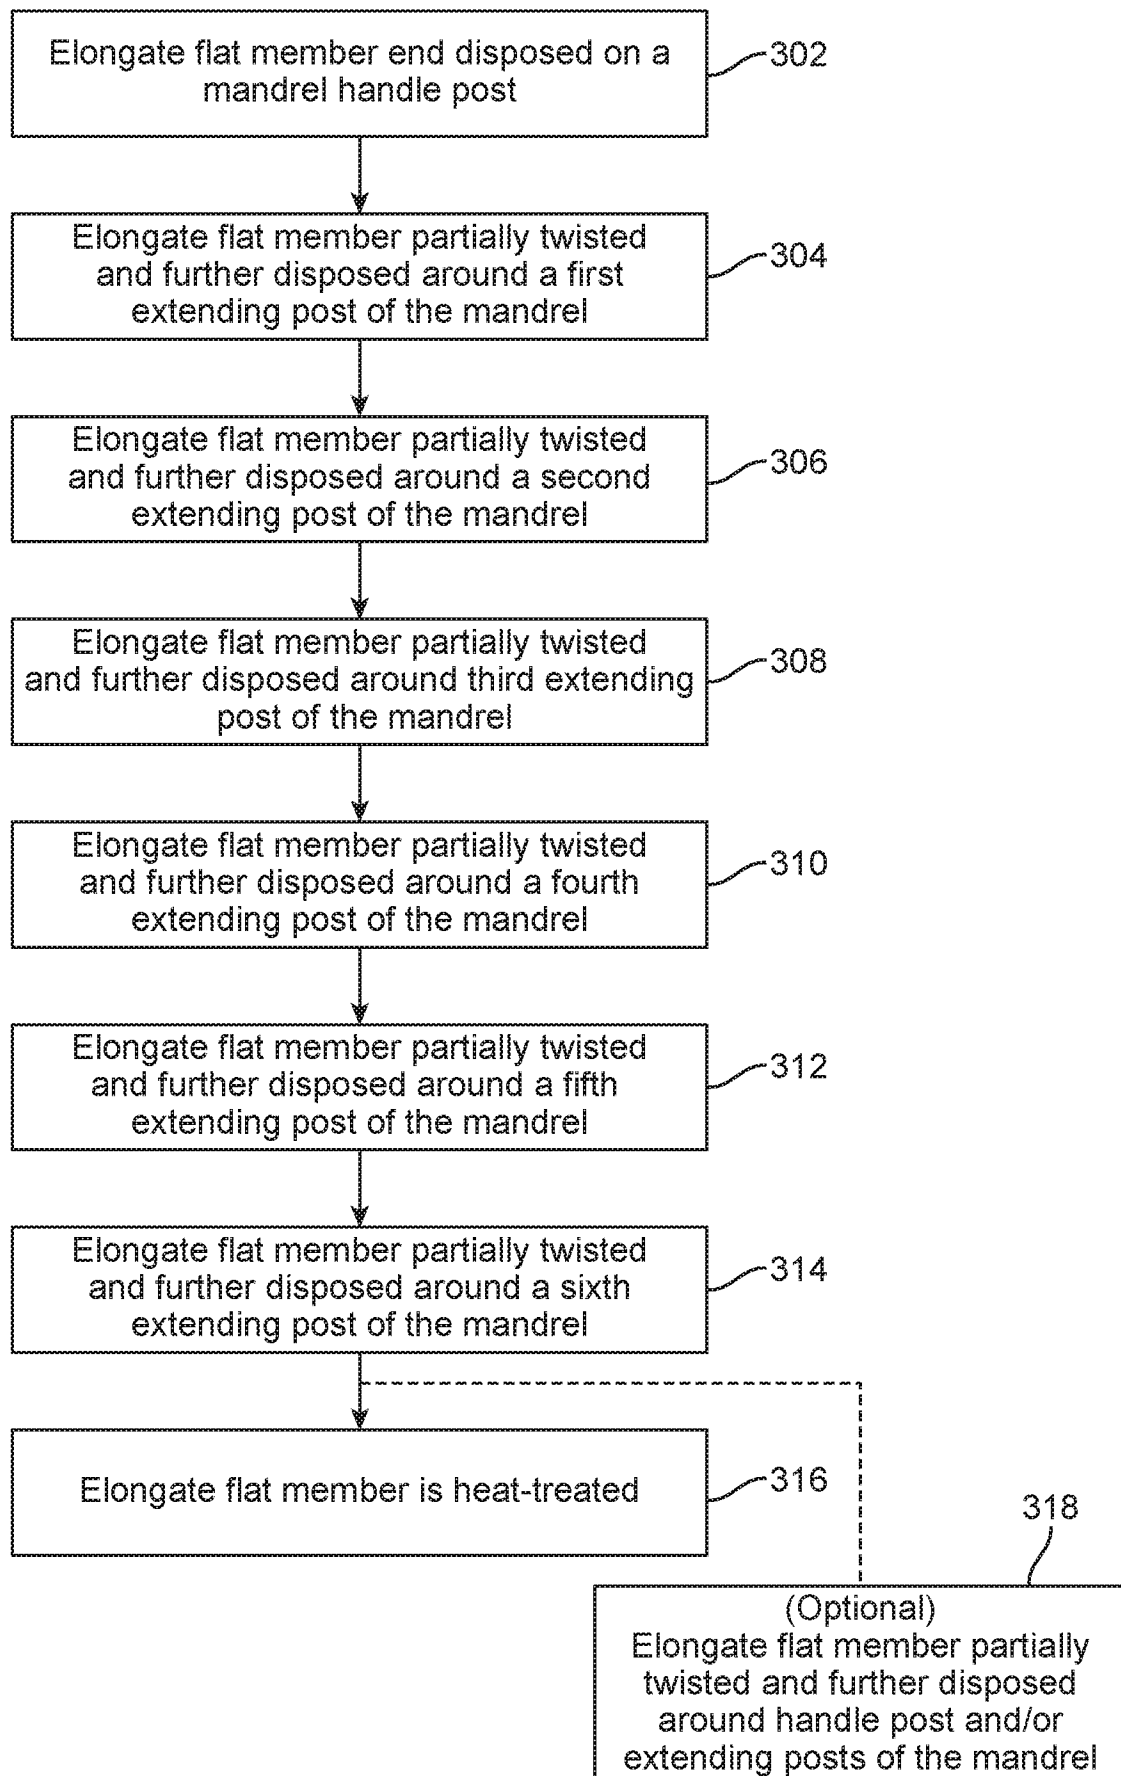 Elongate flat member end disposed on a
mandrel handle post
302
Elongate flat member partially twisted
and further disposed around a first
extending post of the mandrel
304
Elongate flat member partially twisted
and further disposed around a second
extending post of the mandrel
306
Elongate flat member partially twisted
and further disposed around third extending
post of the mandrel
308
Elongate flat member partially twisted
and further disposed around a fourth
extending post of the mandrel
310
Elongate flat member partially twisted
and further disposed around a fifth
extending post of the mandrel
312
Elongate flat member partially twisted
and further disposed around a sixth
extending post of the mandrel
314
Elongate flat member is heat-treated
316
318
(Optional)
Elongate flat member partially
twisted and further disposed
around handle post and/or
extending posts of the mandrel